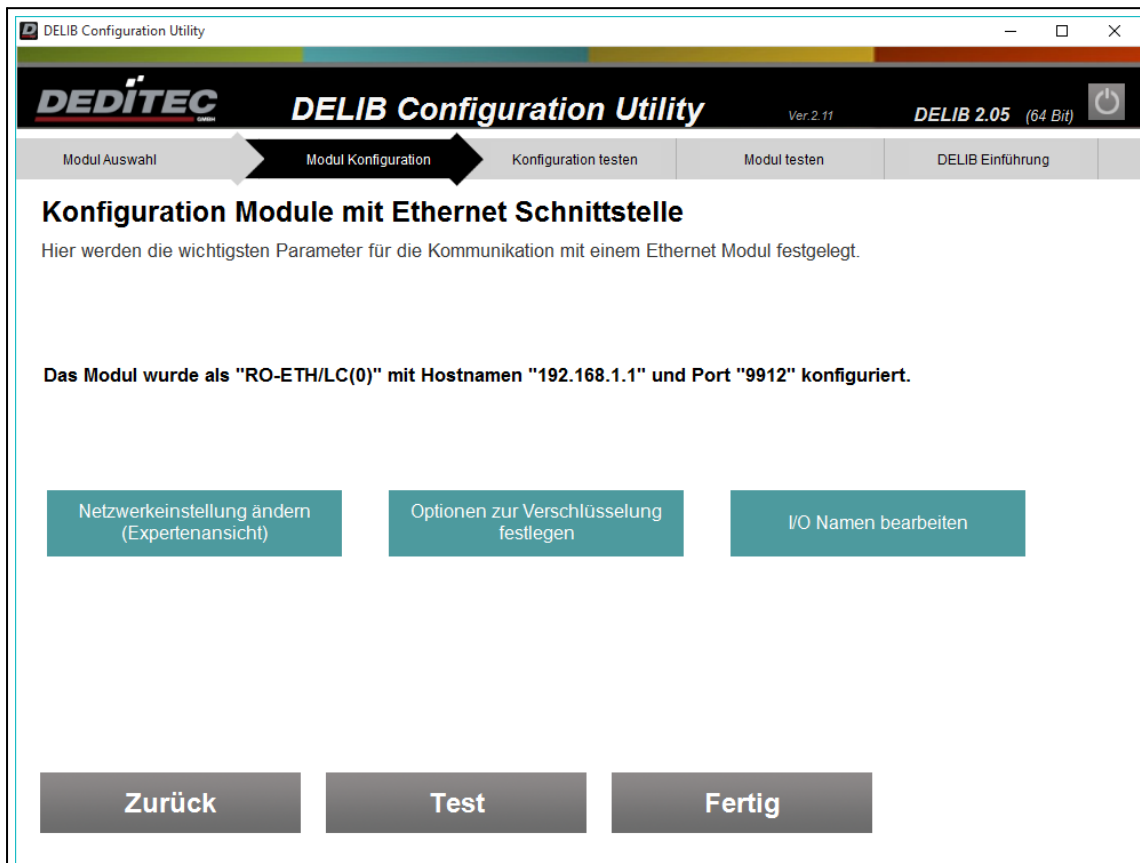 DELIB Configuration Utility
DEDITEC
GMBH
DELIB Configuration Utility
Ver.2.11
DELIB 2.05 (64 Bit)
Modul Auswahl
Modul Konfiguration
Konfiguration testen
Modul testen
DELIB Einführung
Konfiguration Module mit Ethernet Schnittstelle
Hier werden die wichtigsten Parameter für die Kommunikation mit einem Ethernet Modul festgelegt.
Das Modul wurde als "RO-ETH/LC(0)" mit Hostnamen "192.168.1.1" und Port "9912" konfiguriert.
Netzwerkeinstellung ändern
(Expertenansicht)
Optionen zur Verschlüsselung
festlegen
I/O Namen bearbeiten
Zurück
Test
Fertig